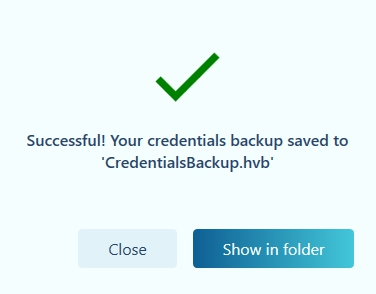 Successful! Your credentials backup saved to
'CredentialsBackup.hvb'
Close
Show in folder